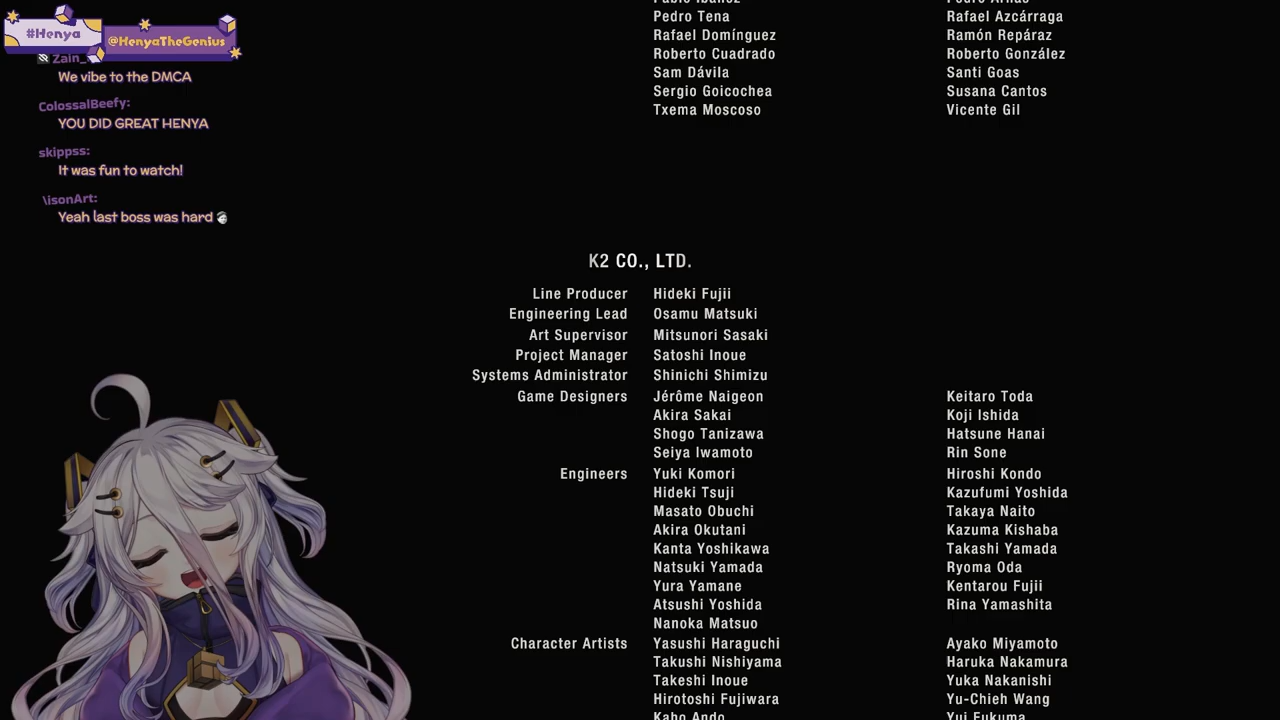 #Henya
@HenyaTheGenius
Zain_
We vibe to the DMCA
ColossalBeefy:
YOU DID GREAT HENYA
skippss:
It was fun to watch!
\isonArt:
Yeah last boss was hard
Pedro Tena Rafael Azcárraga
Rafael Domínguez Ramón Repáraz
Roberto Cuadrado Roberto González
Sam Dávila Santi Goas
Sergio Goicochea Susana Cantos
Txema Moscoso Vicente Gil
K2 CO., LTD.
Line Producer Hideki Fujii
Engineering Lead Osamu Matsuki
Art Supervisor Mitsunori Sasaki
Project Manager Satoshi Inoue
Systems Administrator Shinichi Shimizu
Game Designers Jérôme Naigeon Keitaro Toda
Akira Sakai Koji Ishida
Shogo Tanizawa Hatsune Hanai
Seiya Iwamoto Rin Sone
Engineers Yuki Komori Hiroshi Kondo
Hideki Tsuji Kazufumi Yoshida
Masato Obuchi Takaya Naito
Akira Okutani Kazuma Kishaba
Kanta Yoshikawa Takashi Yamada
Natsuki Yamada Ryoma Oda
Yura Yamane Kentarou Fujii
Atsushi Yoshida Rina Yamashita
Nanoka Matsuo
Character Artists Yasushi Haraguchi Ayako Miyamoto
Takushi Nishiyama Haruka Nakamura
Takeshi Inoue Yuka Nakanishi
Hirotoshi Fujiwara Yu-Chieh Wang
Kaho Ando Yui Fukuma